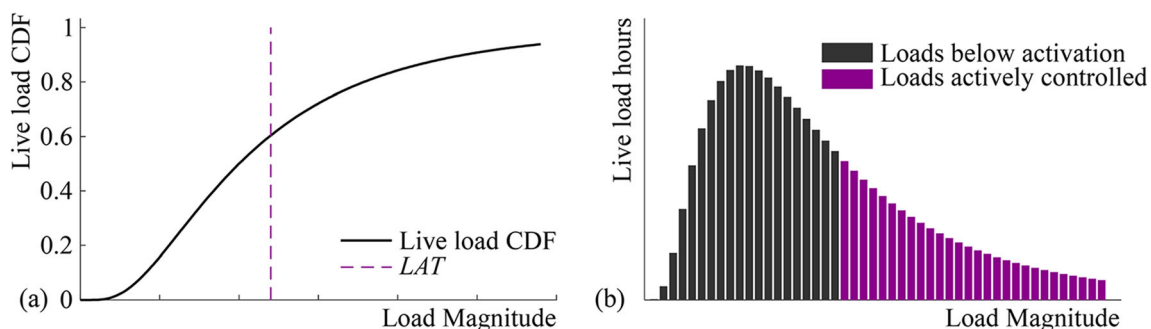 Live load CDF
1
0.8
0.6
0.4
0.2
0
Live load CDF
LAT
(a)
Load Magnitude
Live load hours
Loads below activation
Loads actively controlled
(b)
Load Magnitude